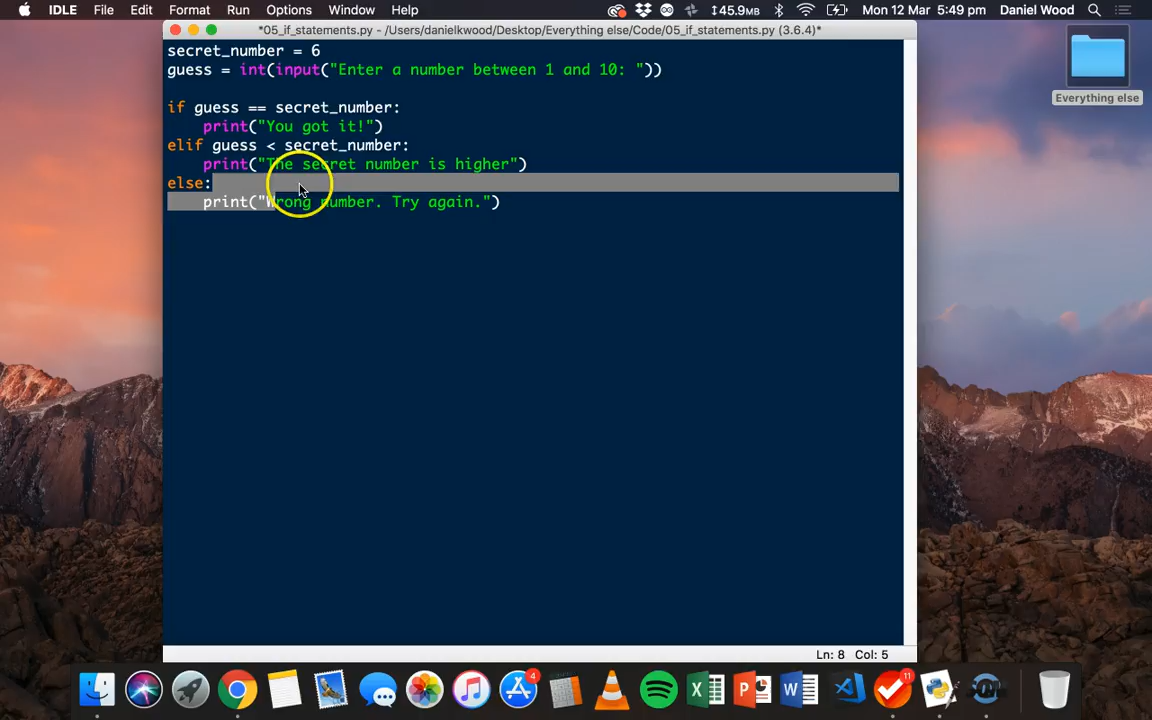 IDLE File Edit Format Run Options Window Help 45.9MB Mon 12 Mar 5:49 pm Daniel Wood
*05_if_statements.py - /Users/danielkwood/Desktop/Everything else/Code/05_if_statements.py (3.6.4)*
secret_number = 6
guess = int(input("Enter a number between 1 and 10: "))
if guess == secret_number:
print("You got it!")
elif guess < secret_number:
print("The secret number is higher")
else:
print("Wrong number. Try again.")
Everything else
Ln: 8 Col: 5
4
11